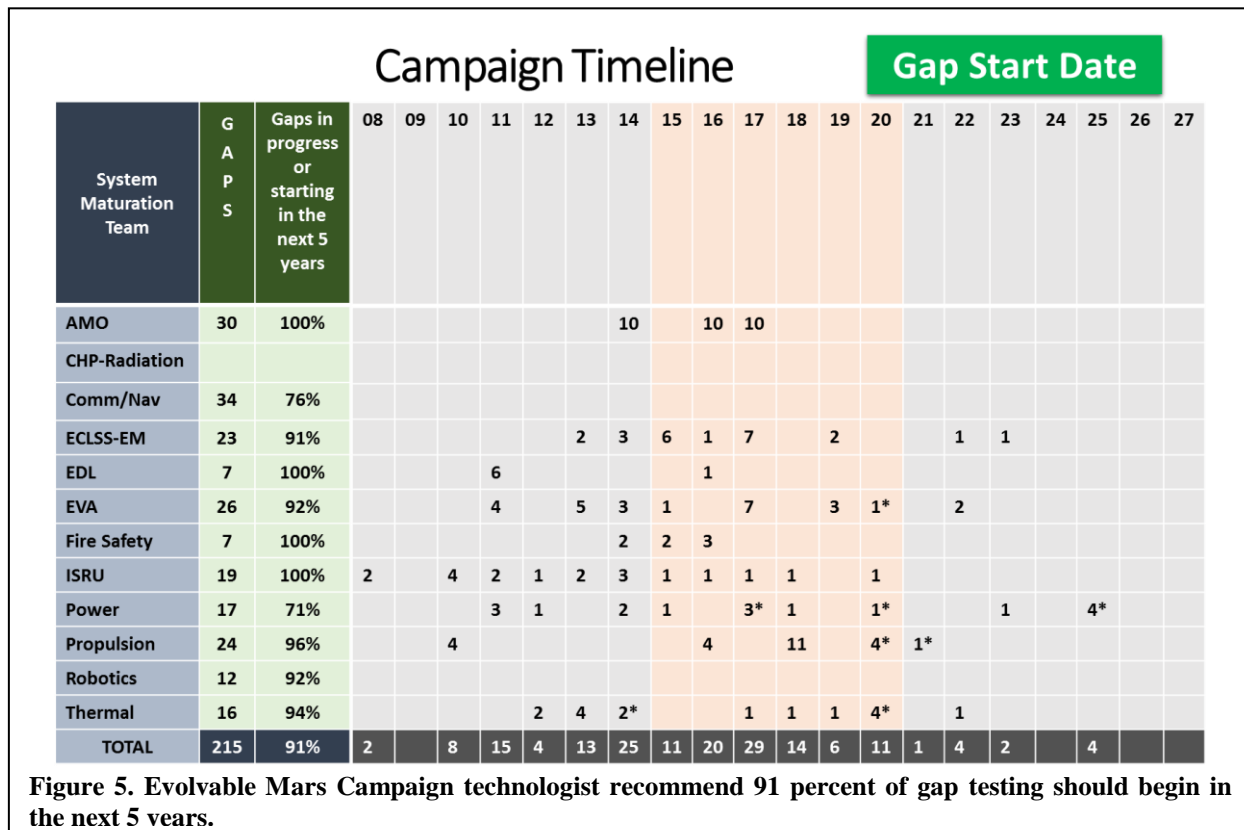 Campaign Timeline
Gap Start Date
System Maturation Team GAPS Gaps in progress or starting in the next 5 years 08 09 10 11 12 13 14 15 16 17 18 19 20 21 22 23 24 25 26 27
AMO 30 100% 10 10 10
CHP-Radiation
Comm/Nav 34 76%
ECLSS-EM 23 91% 2 3 6 1 7 2 1 1
EDL 7 100% 6 1
EVA 26 92% 4 5 3 1 7 3 1* 2
Fire Safety 7 100% 2 2 3
ISRU 19 100% 2 4 2 1 2 3 1 1 1 1 1
Power 17 71% 3 1 2 1 3* 1 1* 1 4*
Propulsion 24 96% 4 4 11 4* 1*
Robotics 12 92%
Thermal 16 94% 2 4 2* 1 1 1 4* 1
TOTAL 215 91% 2 8 15 4 13 25 11 20 29 14 6 11 1 4 2 4
Figure 5. Evolvable Mars Campaign technologist recommend 91 percent of gap testing should begin in
the next 5 years.